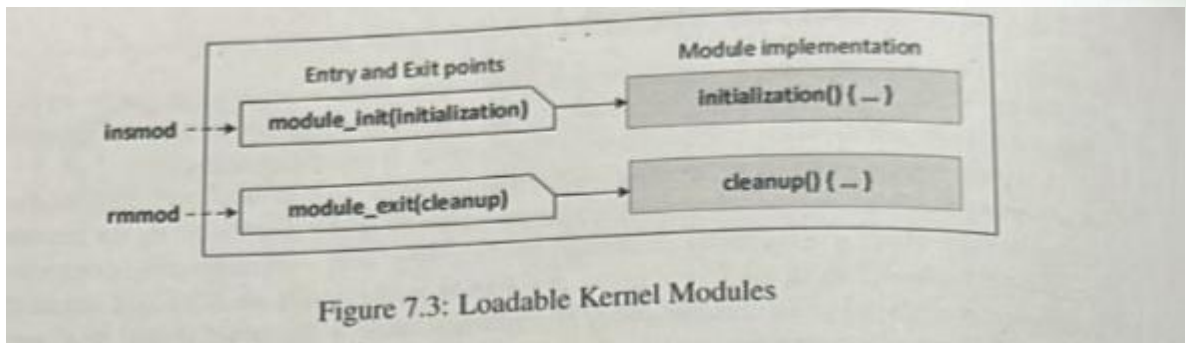 Entry and Exit points
Module implementation
insmod
module_init(initialization)
initialization() { ... }
rmmod
module_exit(cleanup)
cleanup() { ... }
Figure 7.3: Loadable Kernel Modules